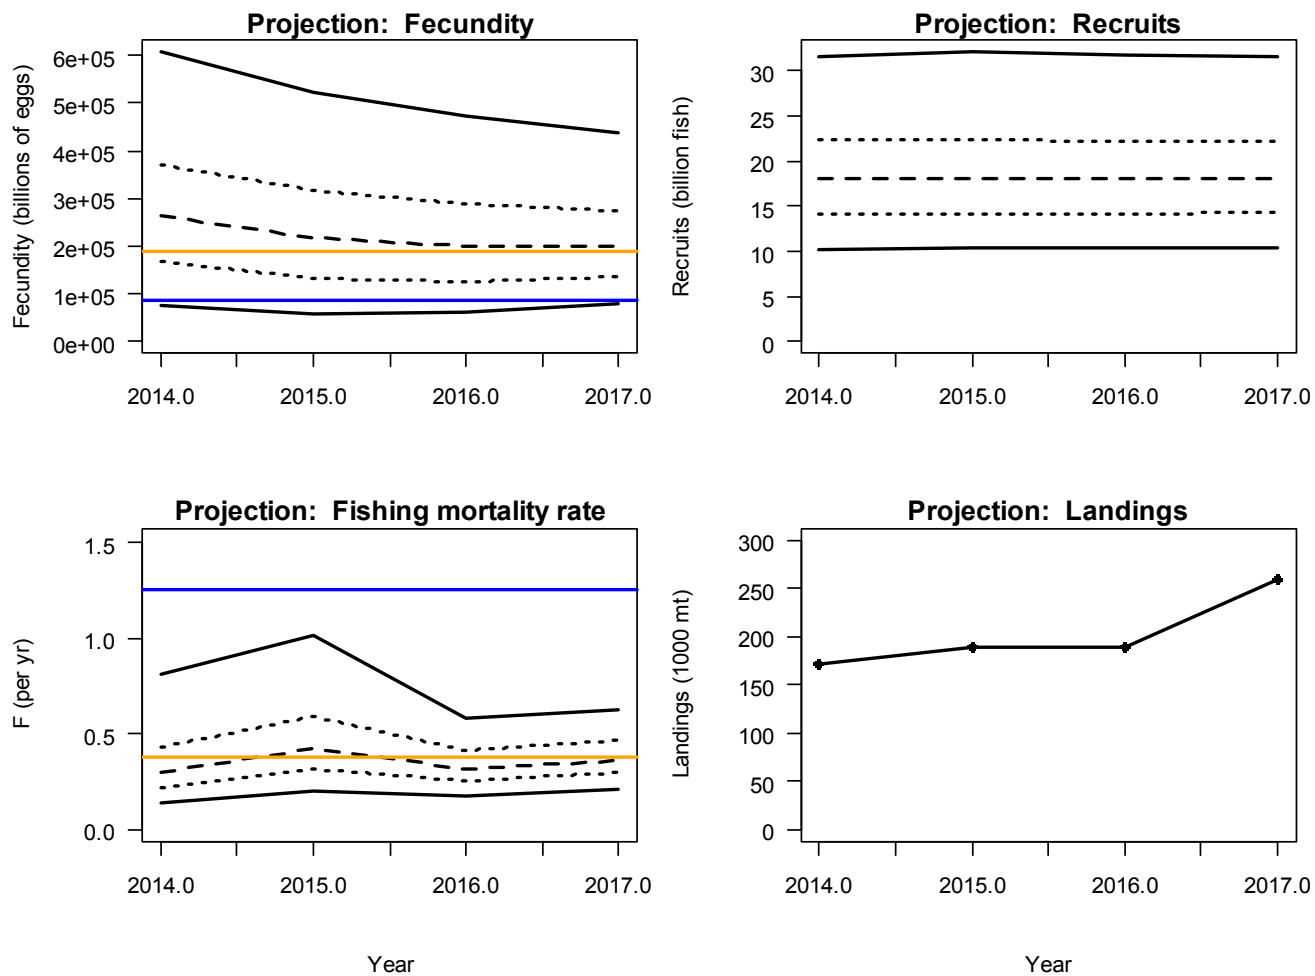 Projection:  Fecundity
Fecundity (billions of eggs)
6e+05
5e+05
4e+05
3e+05
2e+05
1e+05
0e+00
2014.0 2015.0 2016.0 2017.0
Projection:  Recruits
Recruits (billion fish)
30
25
20
15
10
5
0
2014.0 2015.0 2016.0 2017.0
Projection:  Fishing mortality rate
F (per yr)
1.5
1.0
0.5
0.0
2014.0 2015.0 2016.0 2017.0
Year
Projection:  Landings
Landings (1000 mt)
300
250
200
150
100
50
0
2014.0 2015.0 2016.0 2017.0
Year